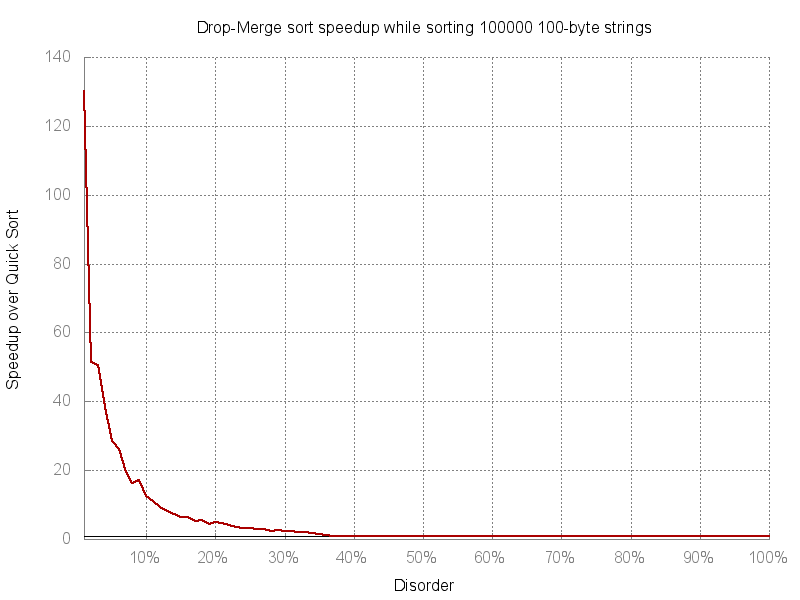 Drop-Merge sort speedup while sorting 100000 100-byte strings
140
120
100
80
60
40
20
0
Speedup over Quick Sort
10% 20% 30% 40% 50% 60% 70% 80% 90% 100%
Disorder